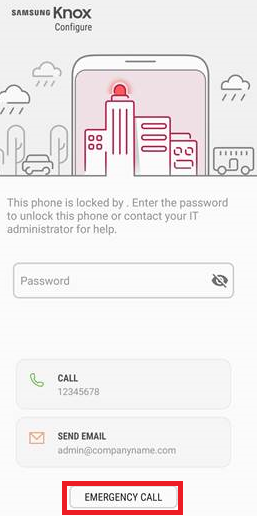 SAMSUNG Knox
Configure
This phone is locked by . Enter the password
to unlock this phone or contact your IT
administrator for help.
Password
CALL
12345678
SEND EMAIL
admin@companyname.com
EMERGENCY CALL